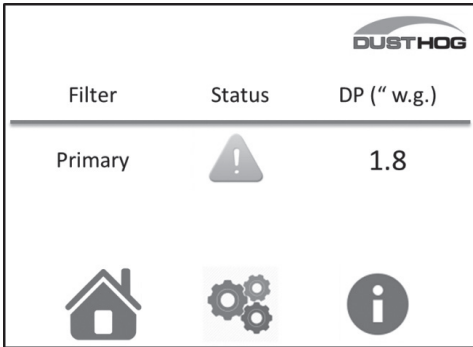 DUSTHOG
Filter Status DP (“ w.g.)
Primary 1.8